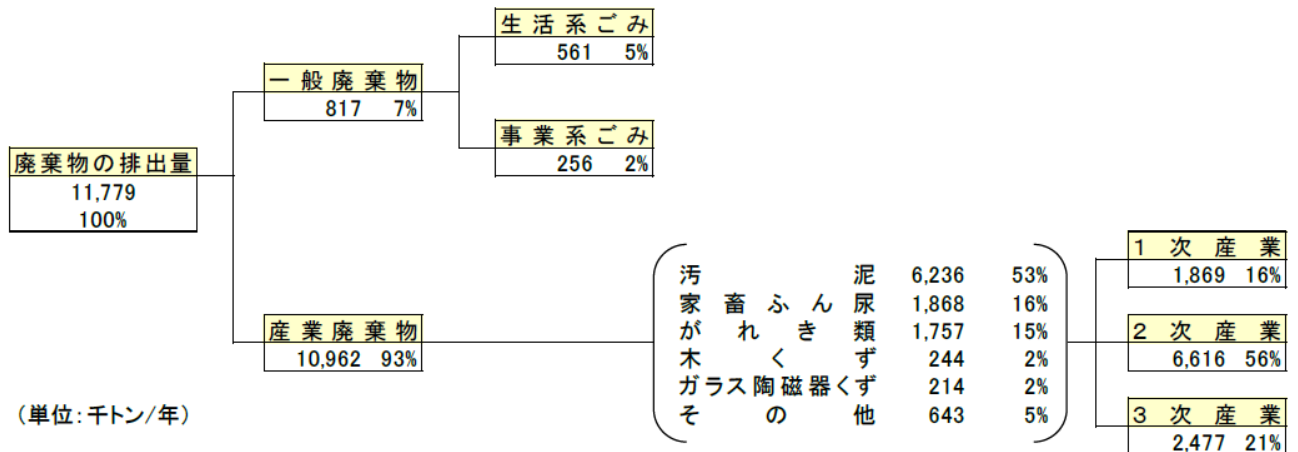 廃棄物の排出量
11,779
100%
一般廃棄物
817 7%
生活系ごみ
561 5%
事業系ごみ
256 2%
産業廃棄物
10,962 93%
汚泥 6,236 53%
家畜ふん尿 1,868 16%
がれき類 1,757 15%
木くず 244 2%
ガラス陶磁器くず 214 2%
その他 643 5%
1次産業
1,869 16%
2次産業
6,616 56%
3次産業
2,477 21%
(単位:千トン/年)